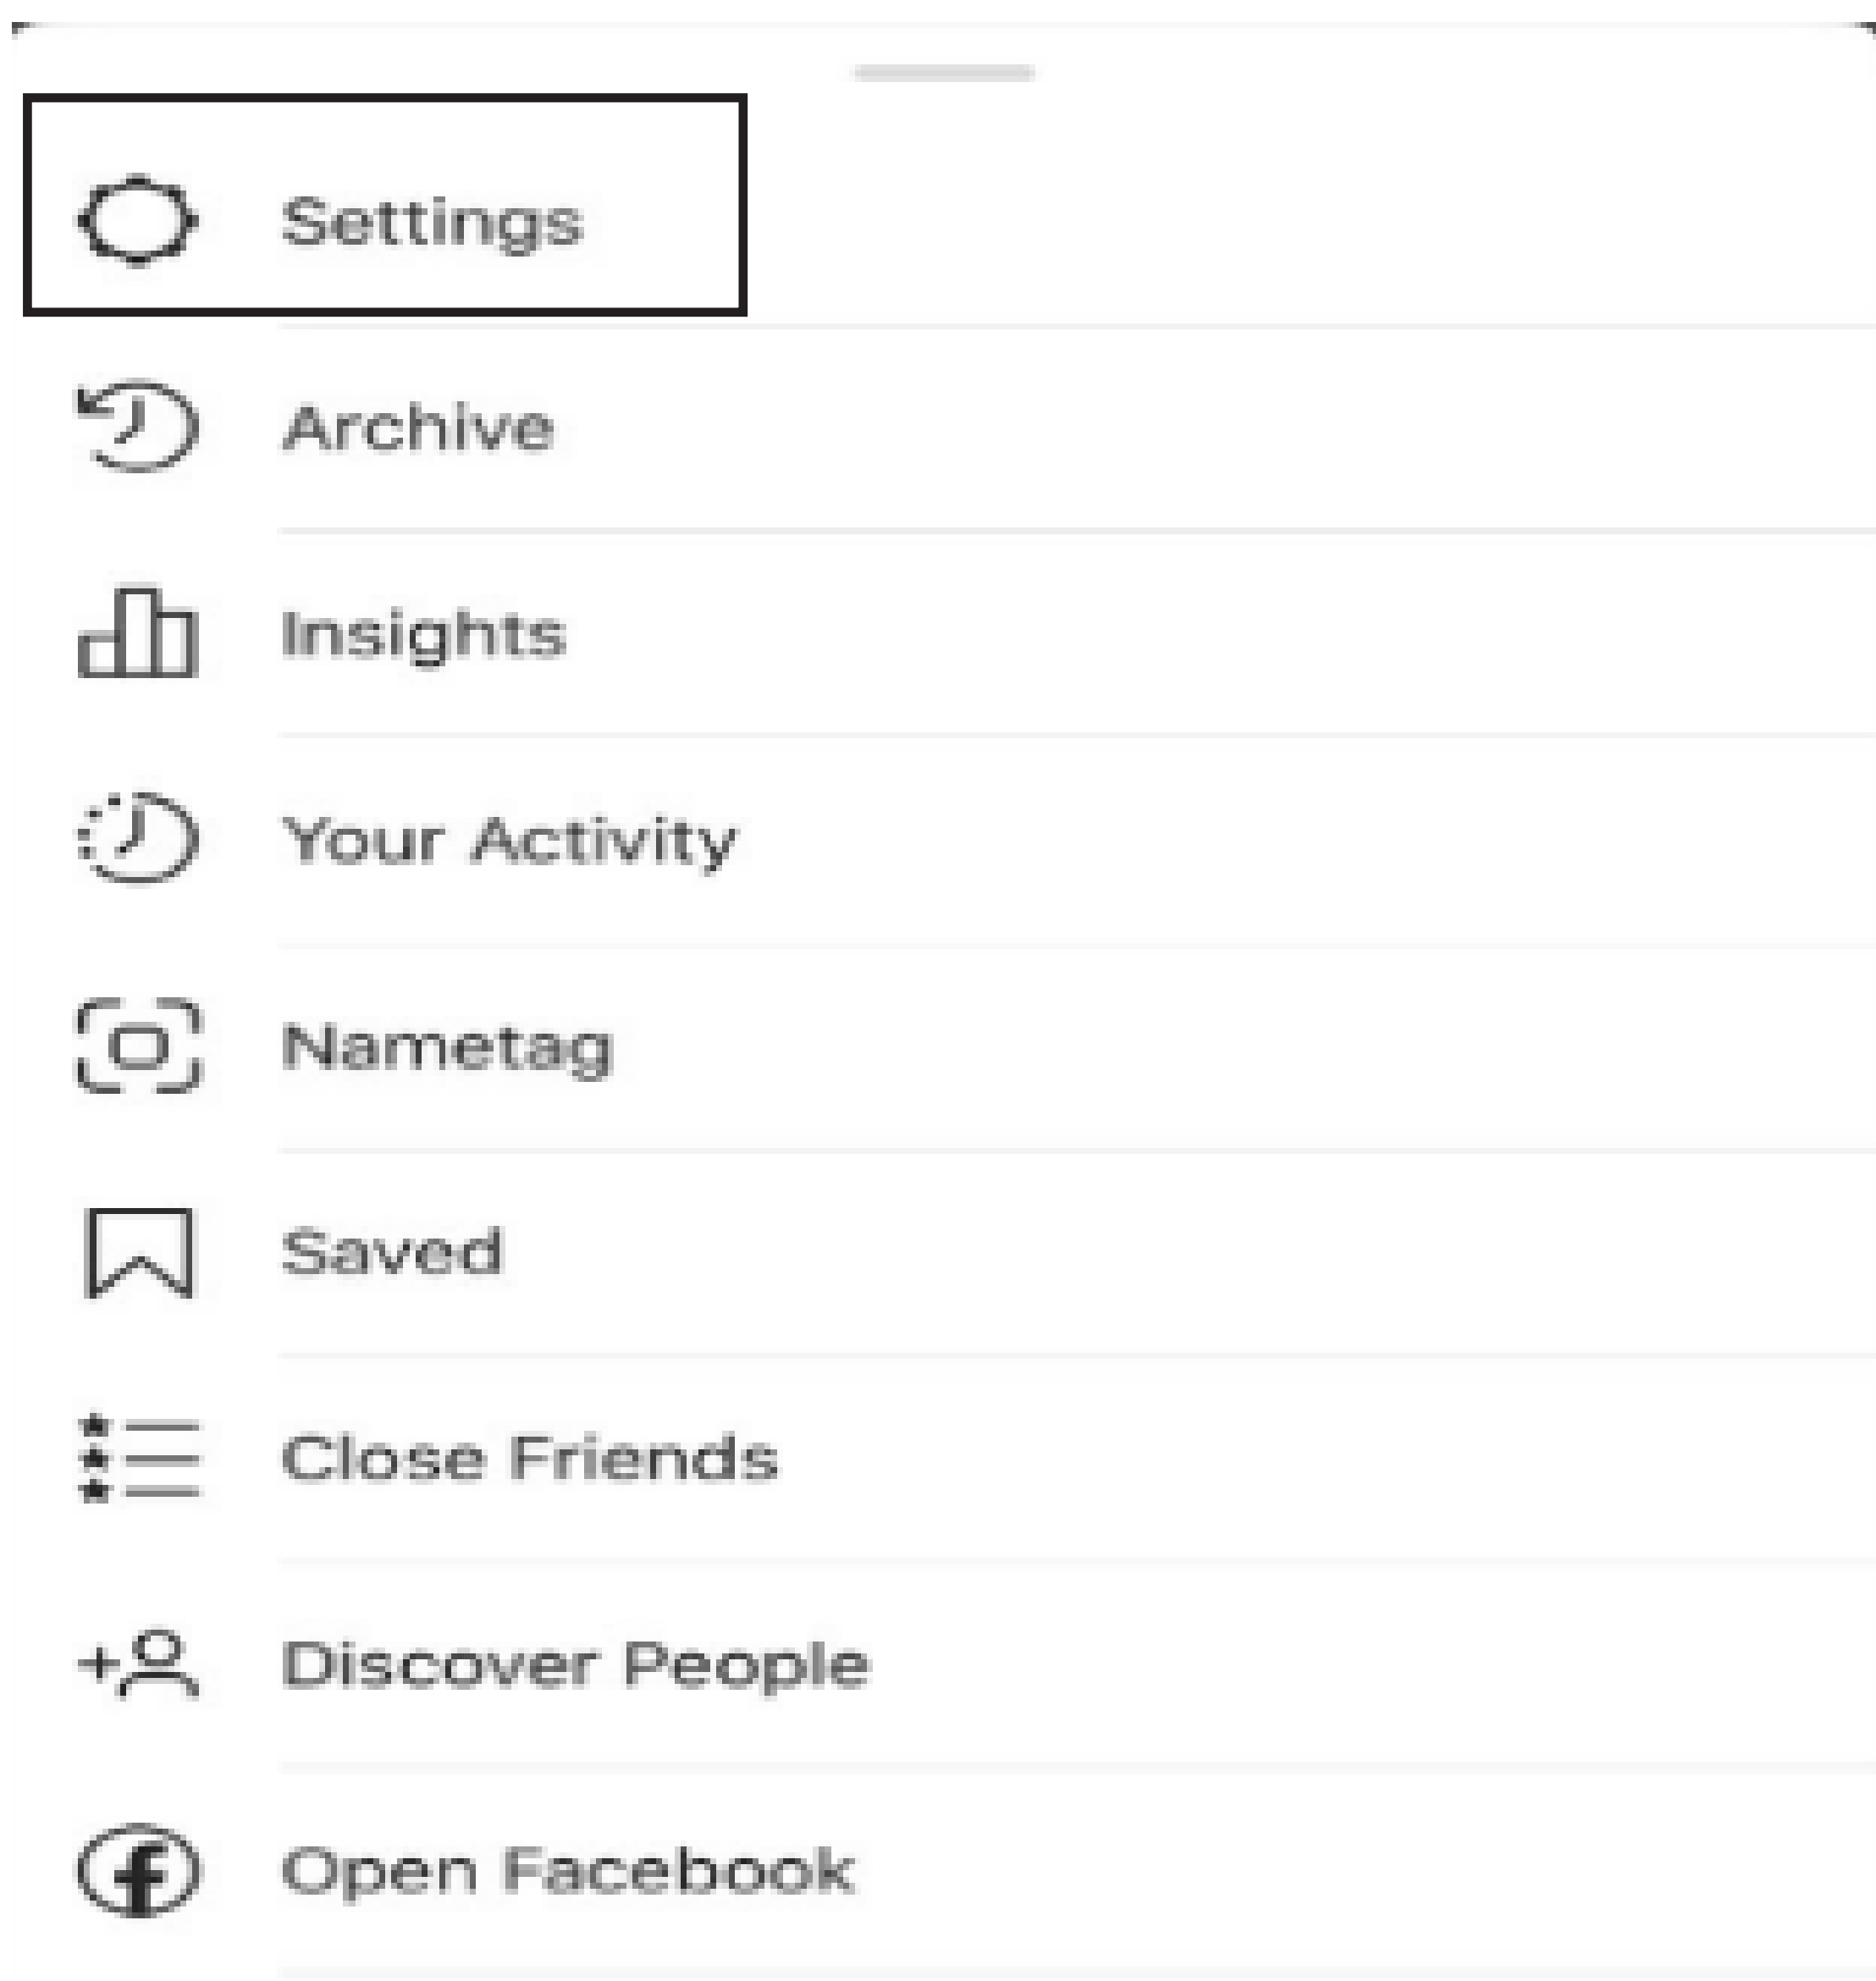 Settings
Archive
Insights
Your Activity
Nametag
Saved
Close Friends
Discover People
Open Facebook